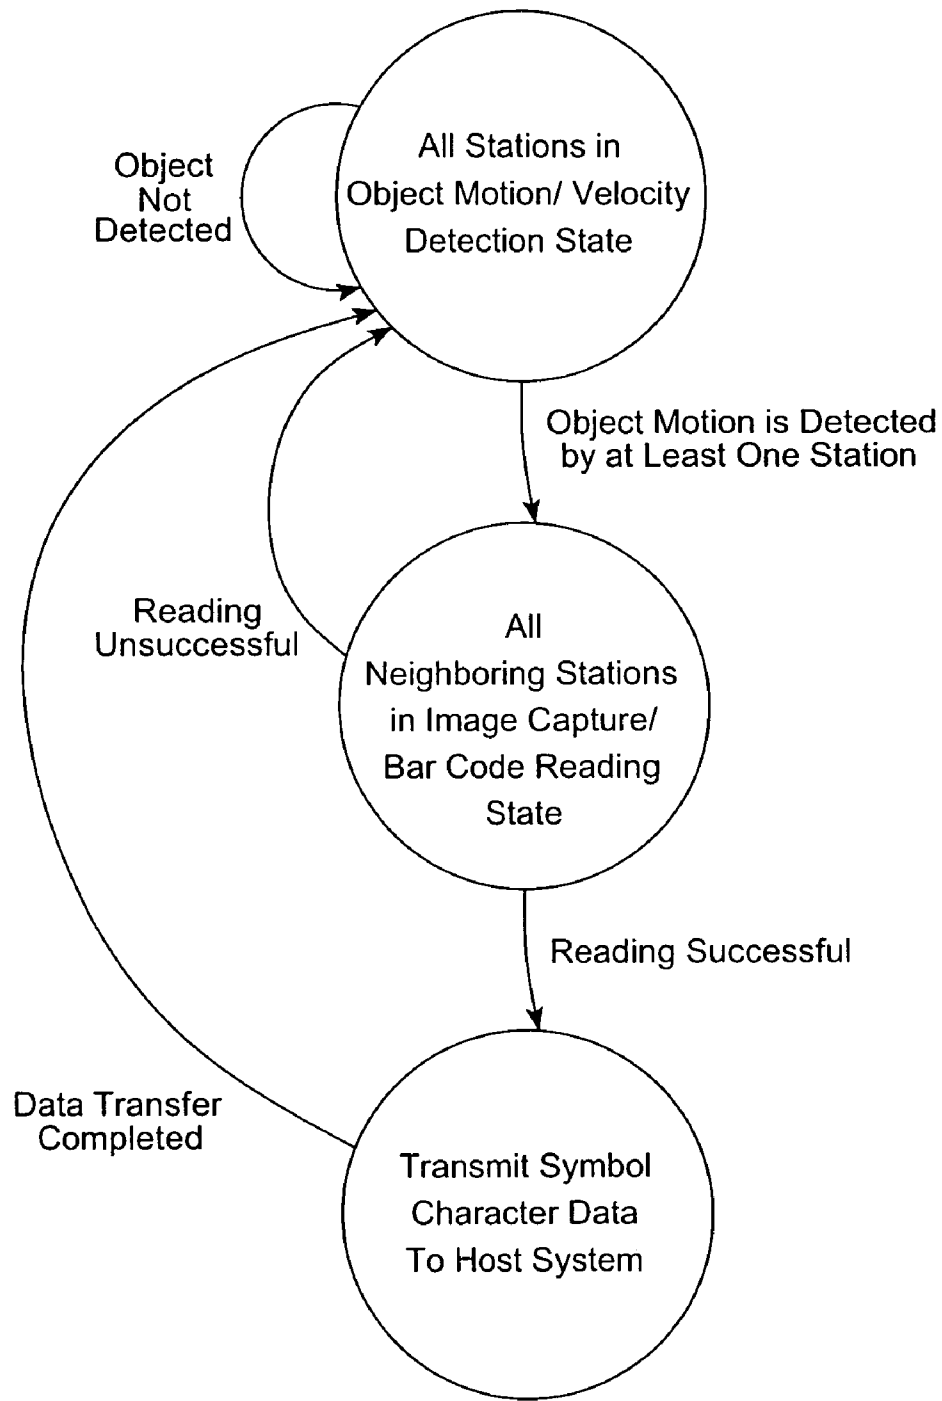 All Stations in
Object Motion/ Velocity
Detection State
Object
Not
Detected
Object Motion is Detected
by at Least One Station
Reading
Unsuccessful
All
Neighboring Stations
in Image Capture/
Bar Code Reading
State
Reading Successful
Data Transfer
Completed
Transmit Symbol
Character Data
To Host System